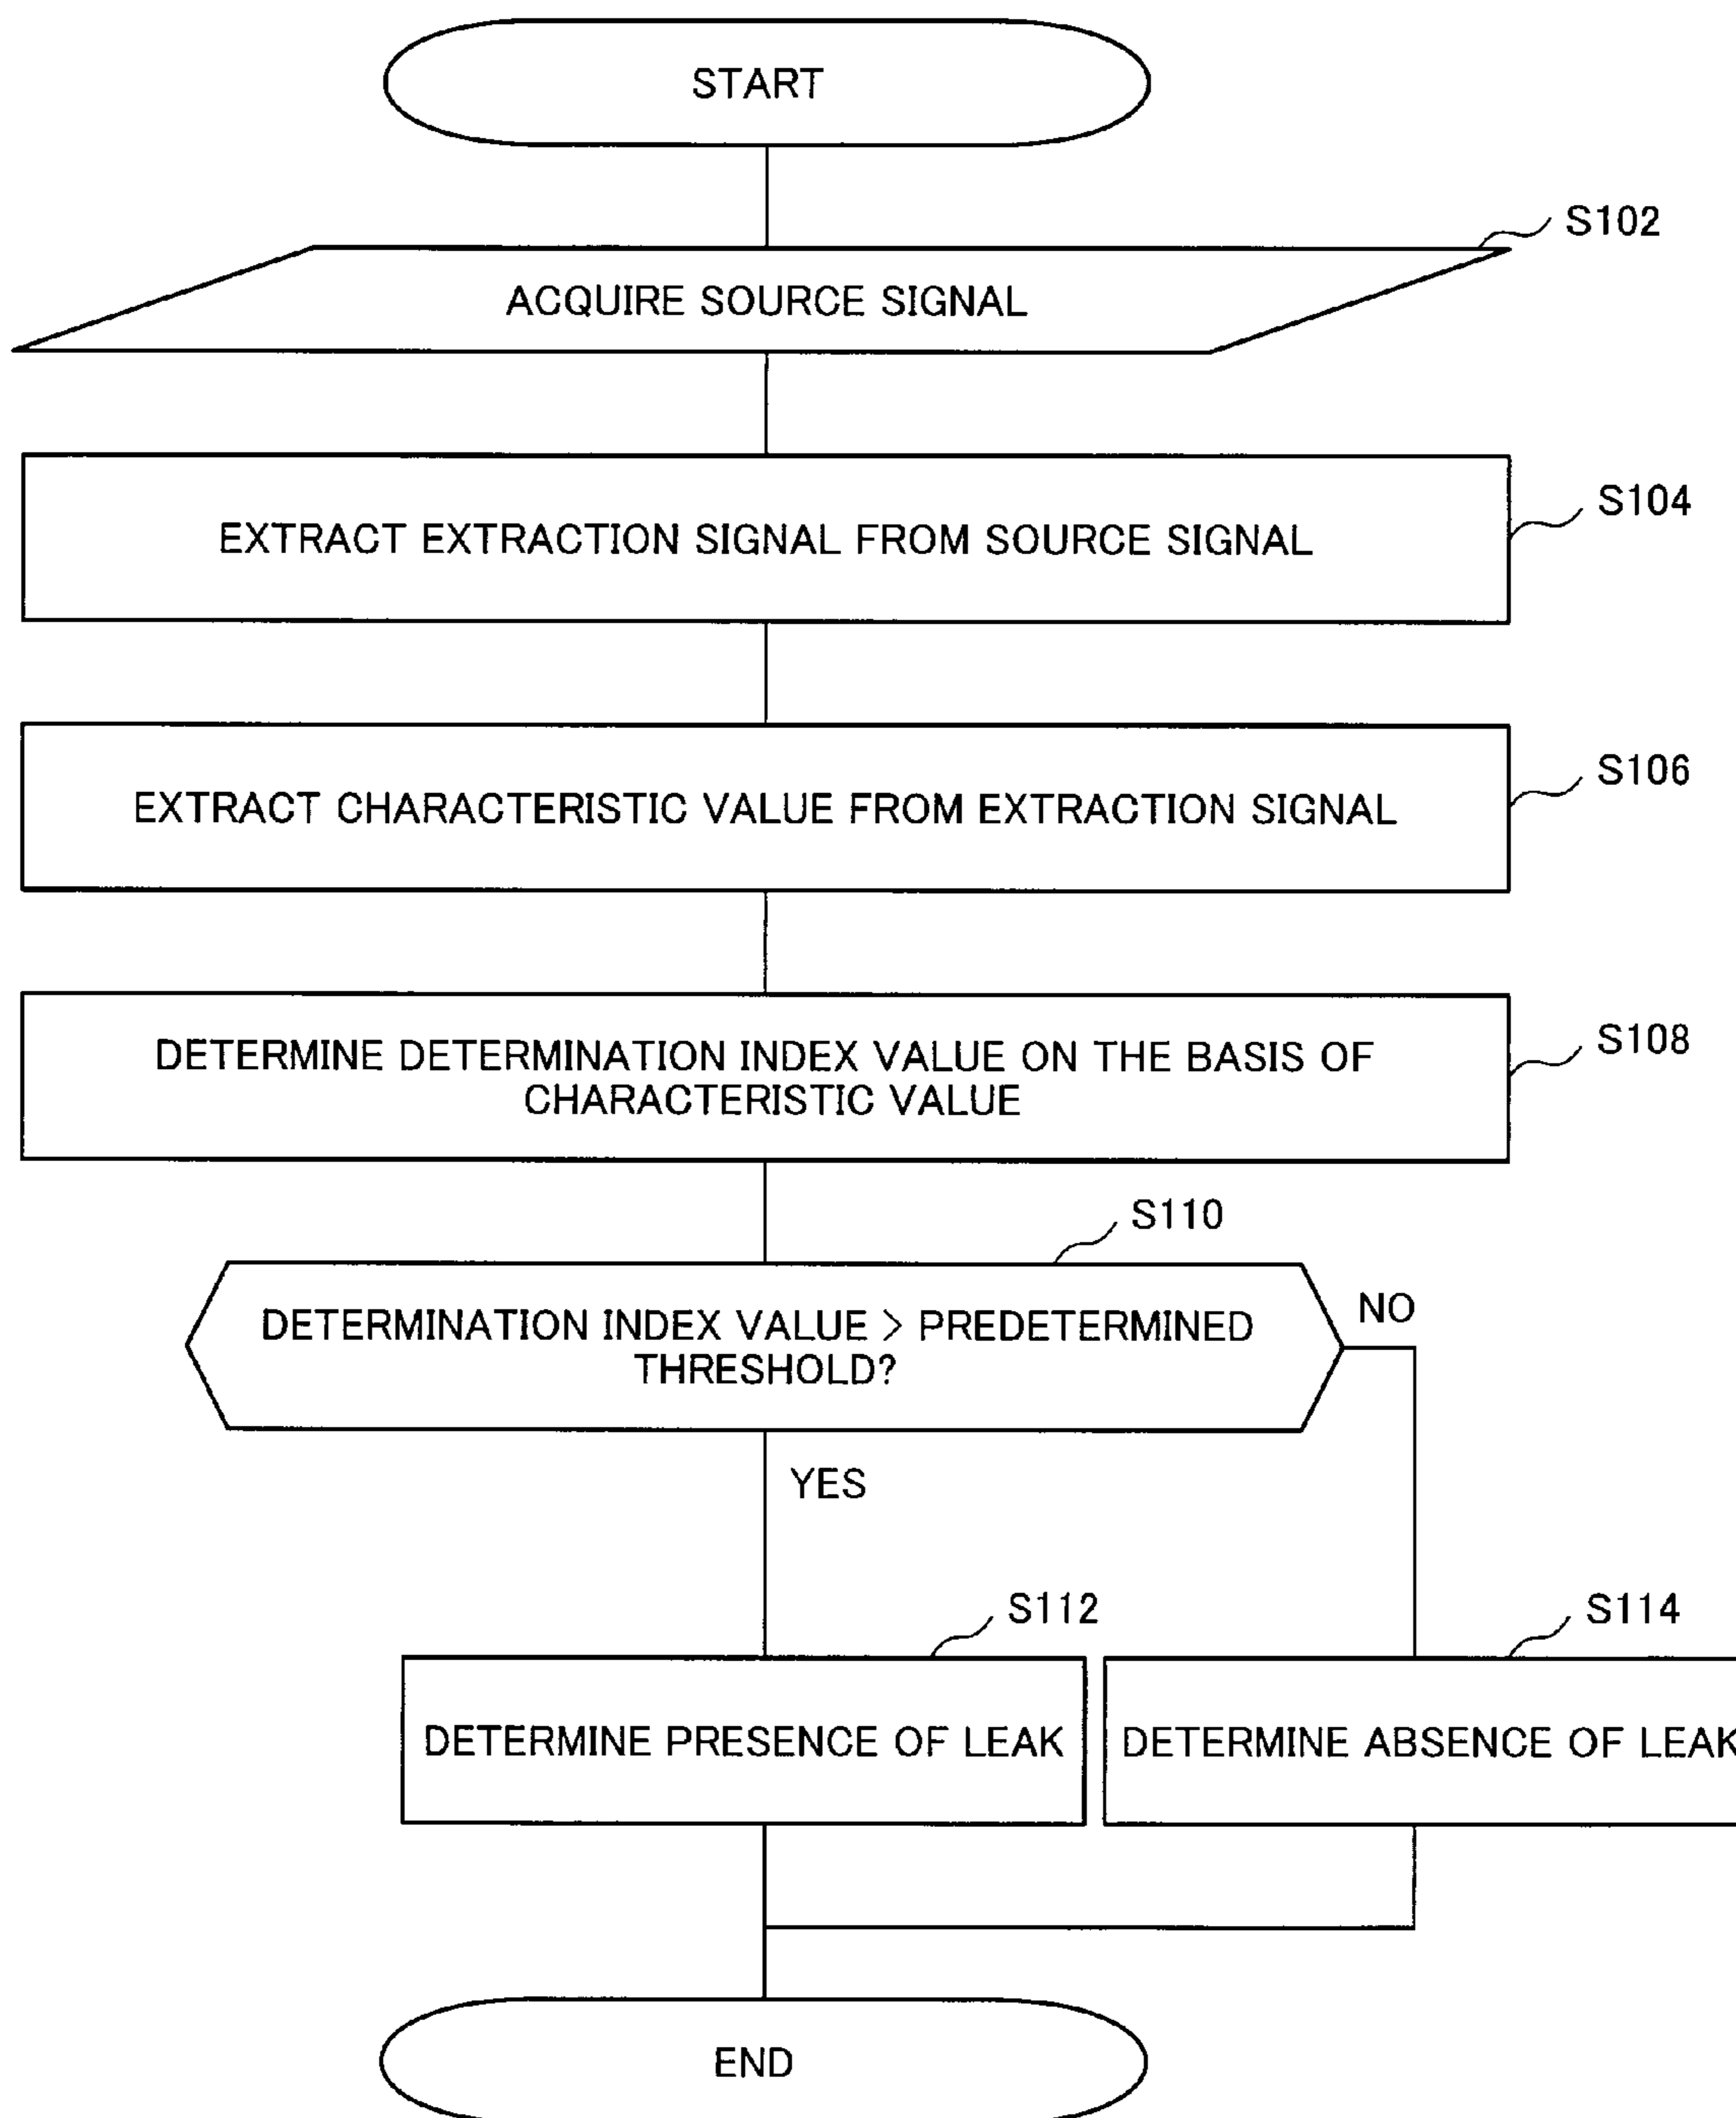 START
S102
ACQUIRE SOURCE SIGNAL
S104
EXTRACT EXTRACTION SIGNAL FROM SOURCE SIGNAL
S106
EXTRACT CHARACTERISTIC VALUE FROM EXTRACTION SIGNAL
S108
DETERMINE DETERMINATION INDEX VALUE ON THE BASIS OF
CHARACTERISTIC VALUE
S110
DETERMINATION INDEX VALUE > PREDETERMINED
THRESHOLD?
NO
YES
S112
S114
DETERMINE PRESENCE OF LEAK
DETERMINE ABSENCE OF LEAK
END